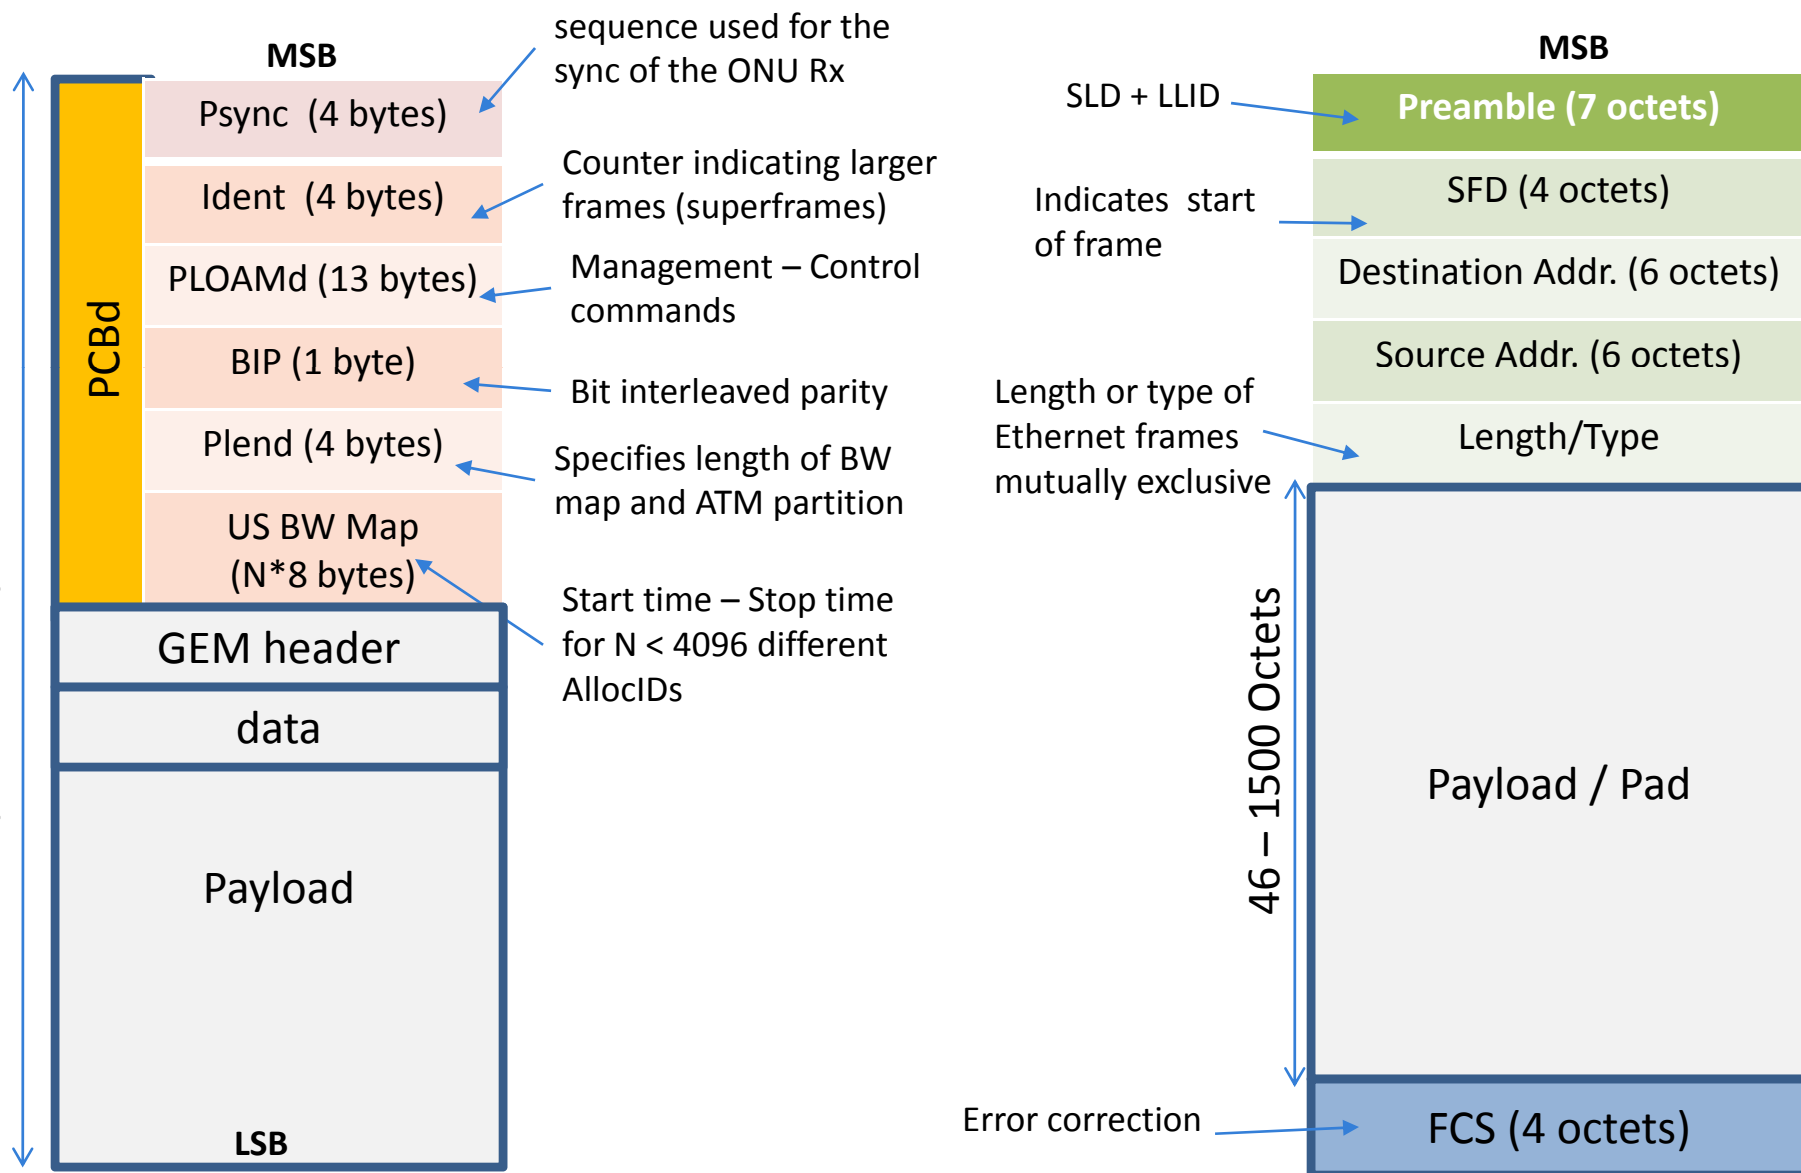 MSB
sequence used for the
sync of the ONU Rx
Psync (4 bytes)
Ident (4 bytes)
Counter indicating larger
frames (superframes)
PLOAMd (13 bytes)
Management – Control
commands
PCBd
BIP (1 byte)
Bit interleaved parity
Plend (4 bytes)
Specifies length of BW
map and ATM partition
US BW Map
(N*8 bytes)
Start time – Stop time
for N < 4096 different
AllocIDs
GEM header
data
Payload
LSB
MSB
SLD + LLID
Preamble (7 octets)
SFD (4 octets)
Indicates start
of frame
Destination Addr. (6 octets)
Source Addr. (6 octets)
Length or type of
Ethernet frames
mutually exclusive
Length/Type
46 – 1500 Octets
Payload / Pad
Error correction
FCS (4 octets)